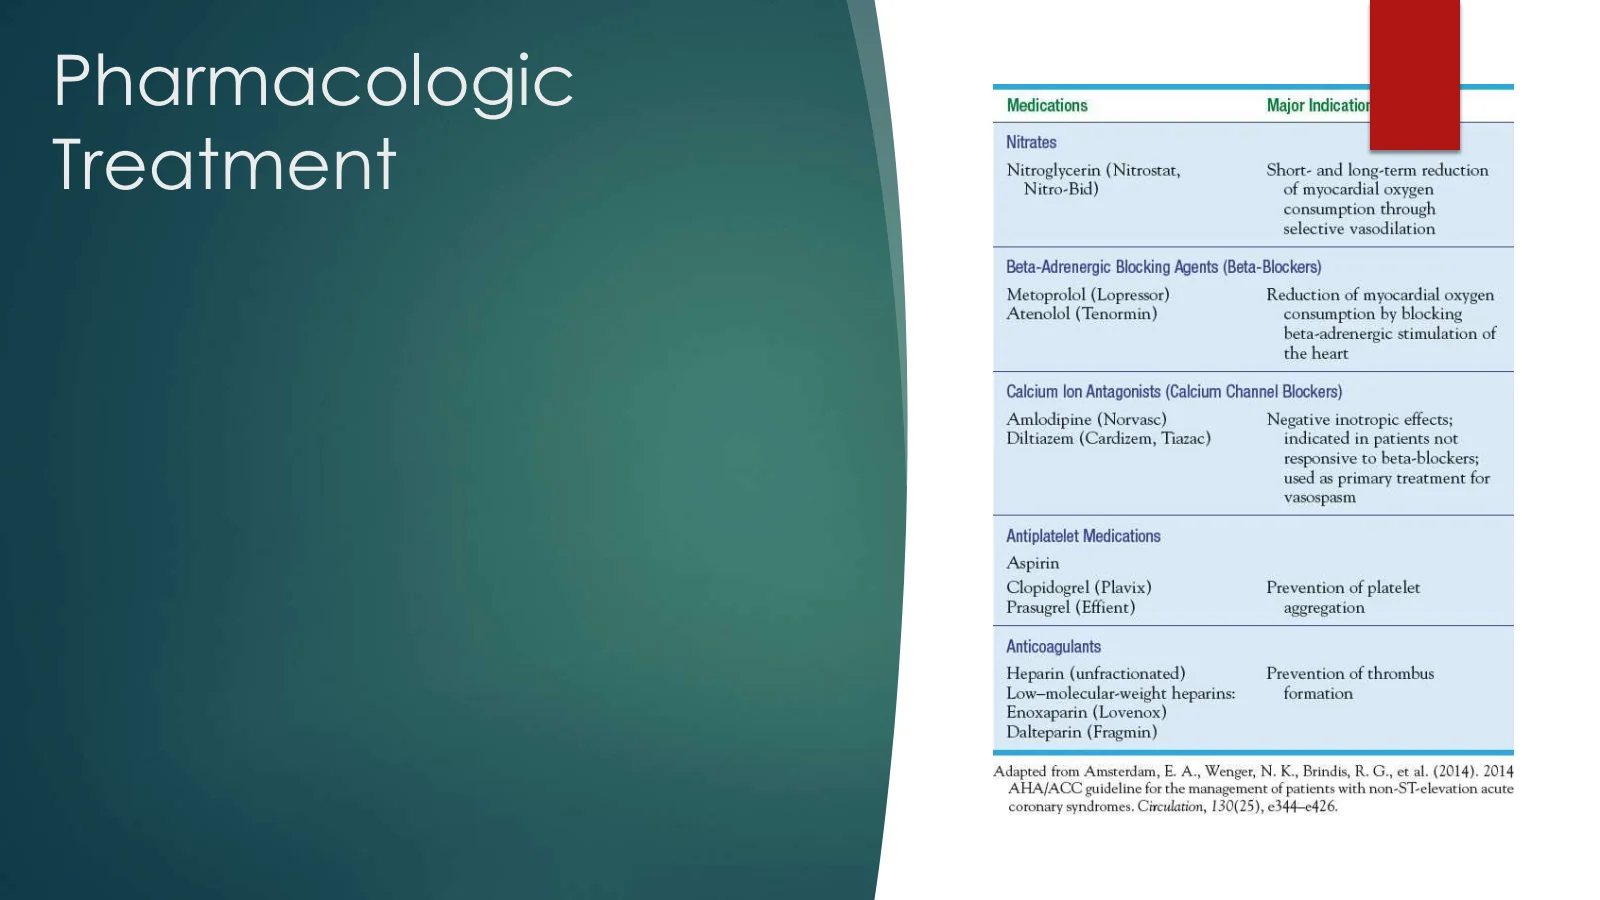 Pharmacologic
Treatment
Medications Major
Nitrates
Nitroglycerin (Nitrostat, Short- and long-term reduction
Nitro-Bid) of myocardial oxygen
consumption through
selective vasodilation
Beta-Adrenergic Blocking Agents (Beta-Blockers)
Metoprolol (Lopressor) Reduction of myocardial oxygen
Atenolol (Tenormin) consumption by blocking
beta-adrenergic stimulation of
the heart
Calcium Ion Antagonists (Calcium Channel Blockers)
Amlodipine (Norvasc) Negative inotropic effects;
Diltiazem (Cardizem, Tiazac) indicated in patients not
responsive to beta-blockers;
used as primary treatment for
vasospasm
Antiplatelet Medications
Aspirin
Clopidogrel (Plavix) Prevention of platelet
Prasugrel (Effient) aggregation
Anticoagulants
Heparin (unfractionated) Prevention of thrombus
Low–molecular-weight heparins: formation
Enoxaparin (Lovenox)
Dalteparin (Fragmin)
Adapted from Amsterdam, E. A., Wenger, N. K., Brindis, R. G., et al. (2014). 2014
AHA/ACC guideline for the management of patients with non-ST-elevation acute
coronary syndromes. Circulation, 130(25), e344–e426.